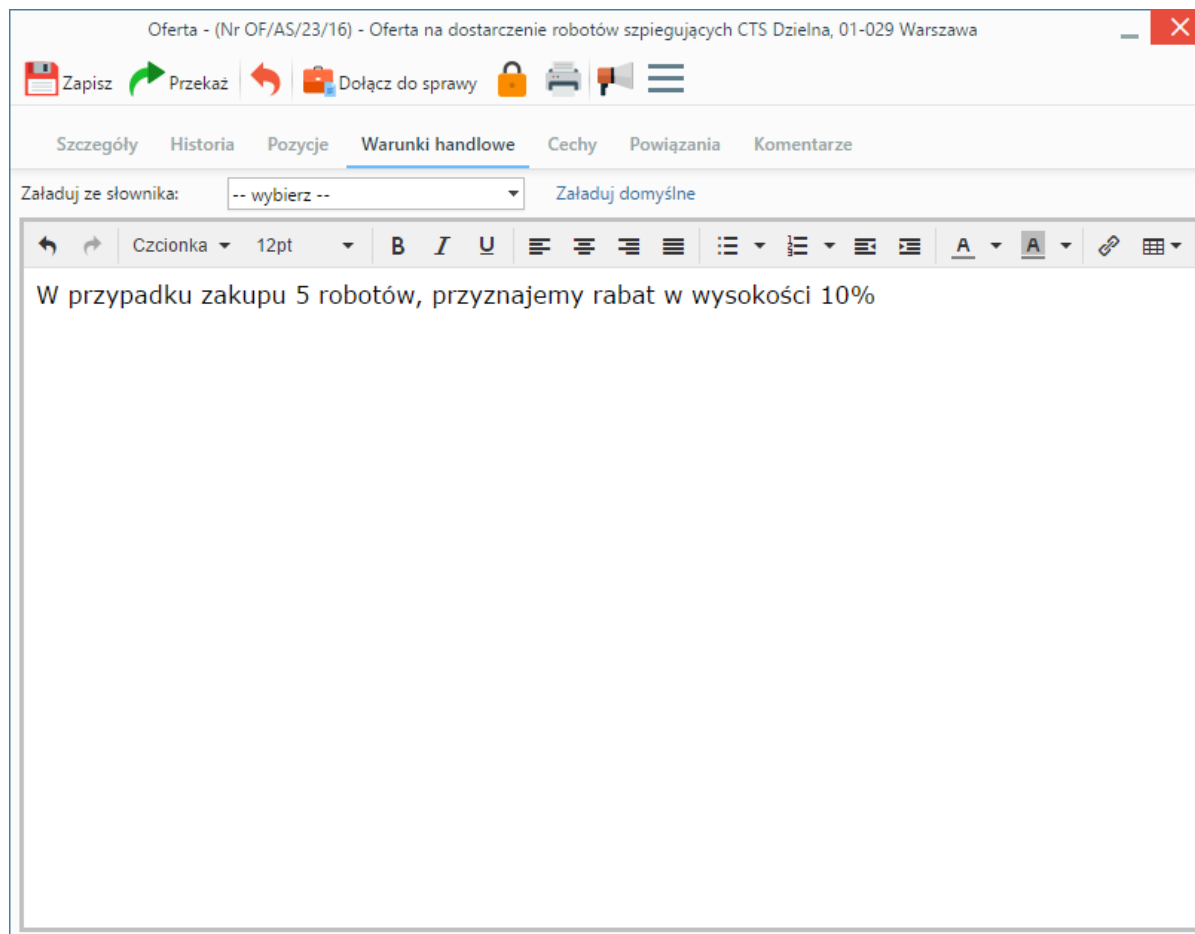 Oferta - (Nr OF/AS/23/16) - Oferta na dostarczenie robotów szpiegujących CTS Dzielna, 01-029 Warszawa
Zapisz Przekaż Dołącz do sprawy
Szczegóły Historia Pozycje Warunki handlowe Cechy Powiązania Komentarze
Załaduj ze słownika: -- wybierz -- Załaduj domyślne
Czcionka 12pt B I U A A
W przypadku zakupu 5 robotów, przyznajemy rabat w wysokości 10%